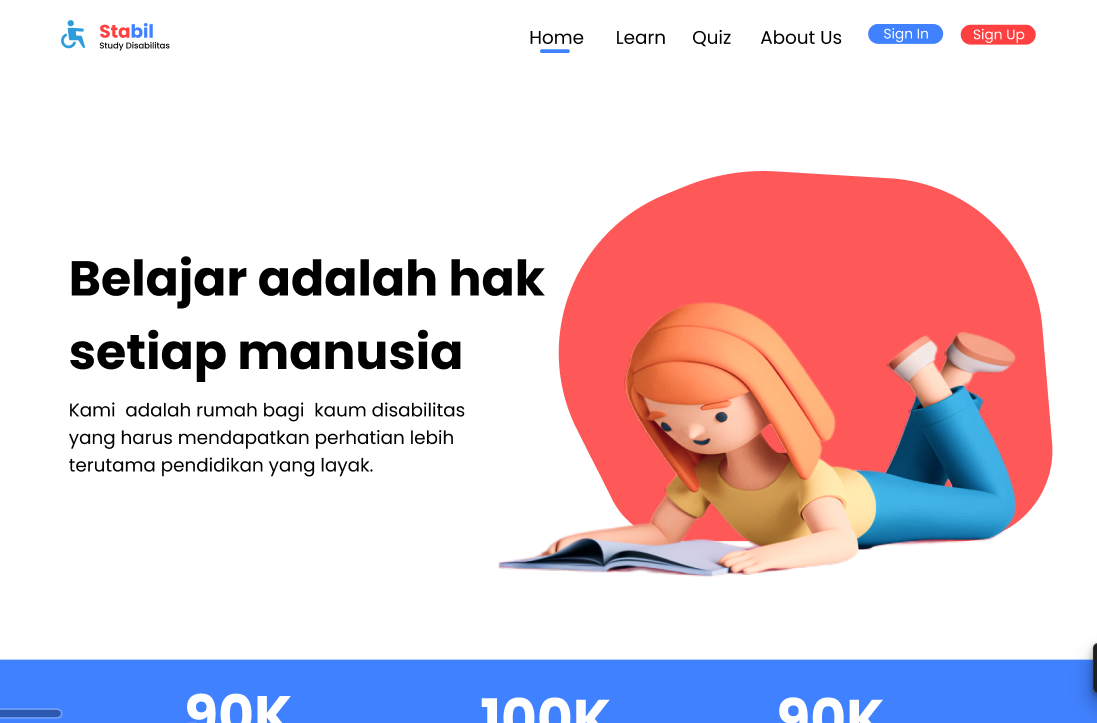 Stabil
Study Disabilitas
Home Learn Quiz About Us Sign In Sign Up
Belajar adalah hak
setiap manusia
Kami adalah rumah bagi kaum disabilitas
yang harus mendapatkan perhatian lebih
terutama pendidikan yang layak.
90K 100K 90K